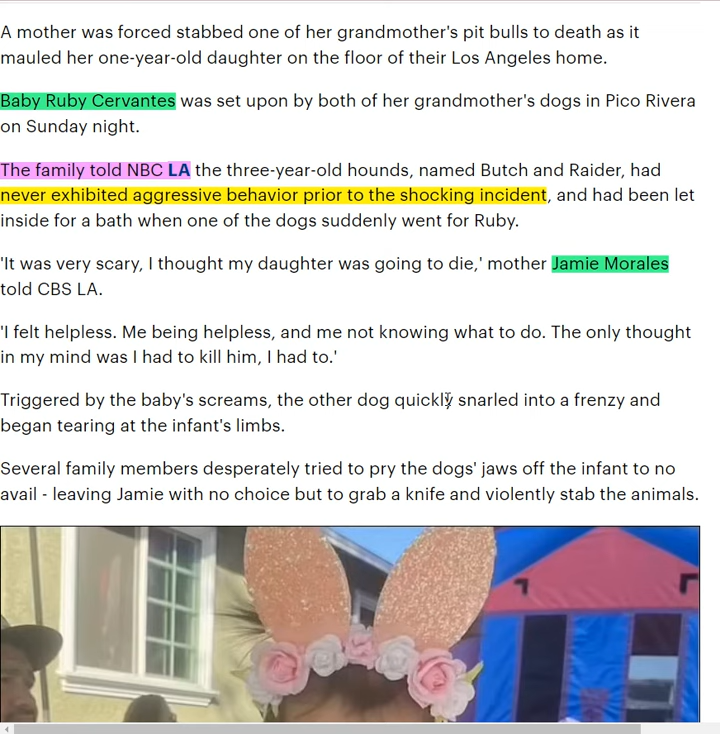 A mother was forced stabbed one of her grandmother's pit bulls to death as it
mauled her one-year-old daughter on the floor of their Los Angeles home.
Baby Ruby Cervantes was set upon by both of her grandmother's dogs in Pico Rivera
on Sunday night.
The family told NBC LA the three-year-old hounds, named Butch and Raider, had
never exhibited aggressive behavior prior to the shocking incident, and had been let
inside for a bath when one of the dogs suddenly went for Ruby.
'It was very scary, I thought my daughter was going to die,' mother Jamie Morales
told CBS LA.
'I felt helpless. Me being helpless, and me not knowing what to do. The only thought
in my mind was I had to kill him, I had to.'
Triggered by the baby's screams, the other dog quickly snarled into a frenzy and
began tearing at the infant's limbs.
Several family members desperately tried to pry the dogs' jaws off the infant to no
avail - leaving Jamie with no choice but to grab a knife and violently stab the animals.